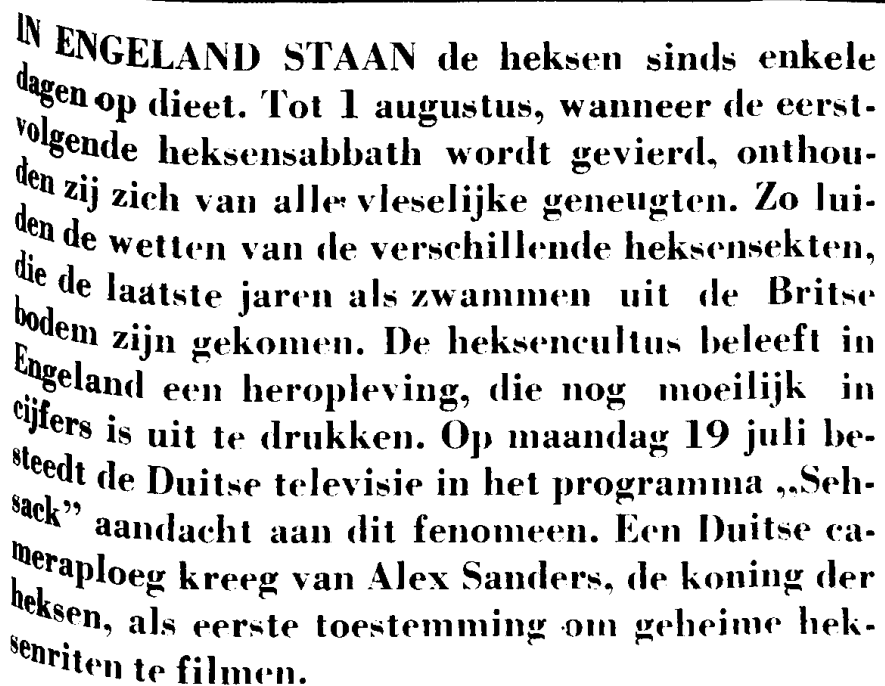 IN ENGELAND STAAN de heksen sinds enkele
dagen op dieet. Tot 1 augustus, wanneer de eerst-
volgende heksensabbath wordt gevierd, onthou-
den zij zich van alle vleselijke geneugten. Zo lui-
den de wetten van de verschillende heksensekten,
die de laatste jaren als zwammen uit de Britse
bodem zijn gekomen. De heksencultus beleeft in
Engeland een heropleving, die nog moeilijk in
cijfers is uit te drukken. Op maandag 19 juli be-
steedt de Duitse televisie in het programma „Seh-
sack” aandacht aan dit fenomeen. Een Duitse ca-
meraploeg kreeg van Alex Sanders, de koning der
heksen, als eerste toestemming om geheime hek-
senriten te filmen.